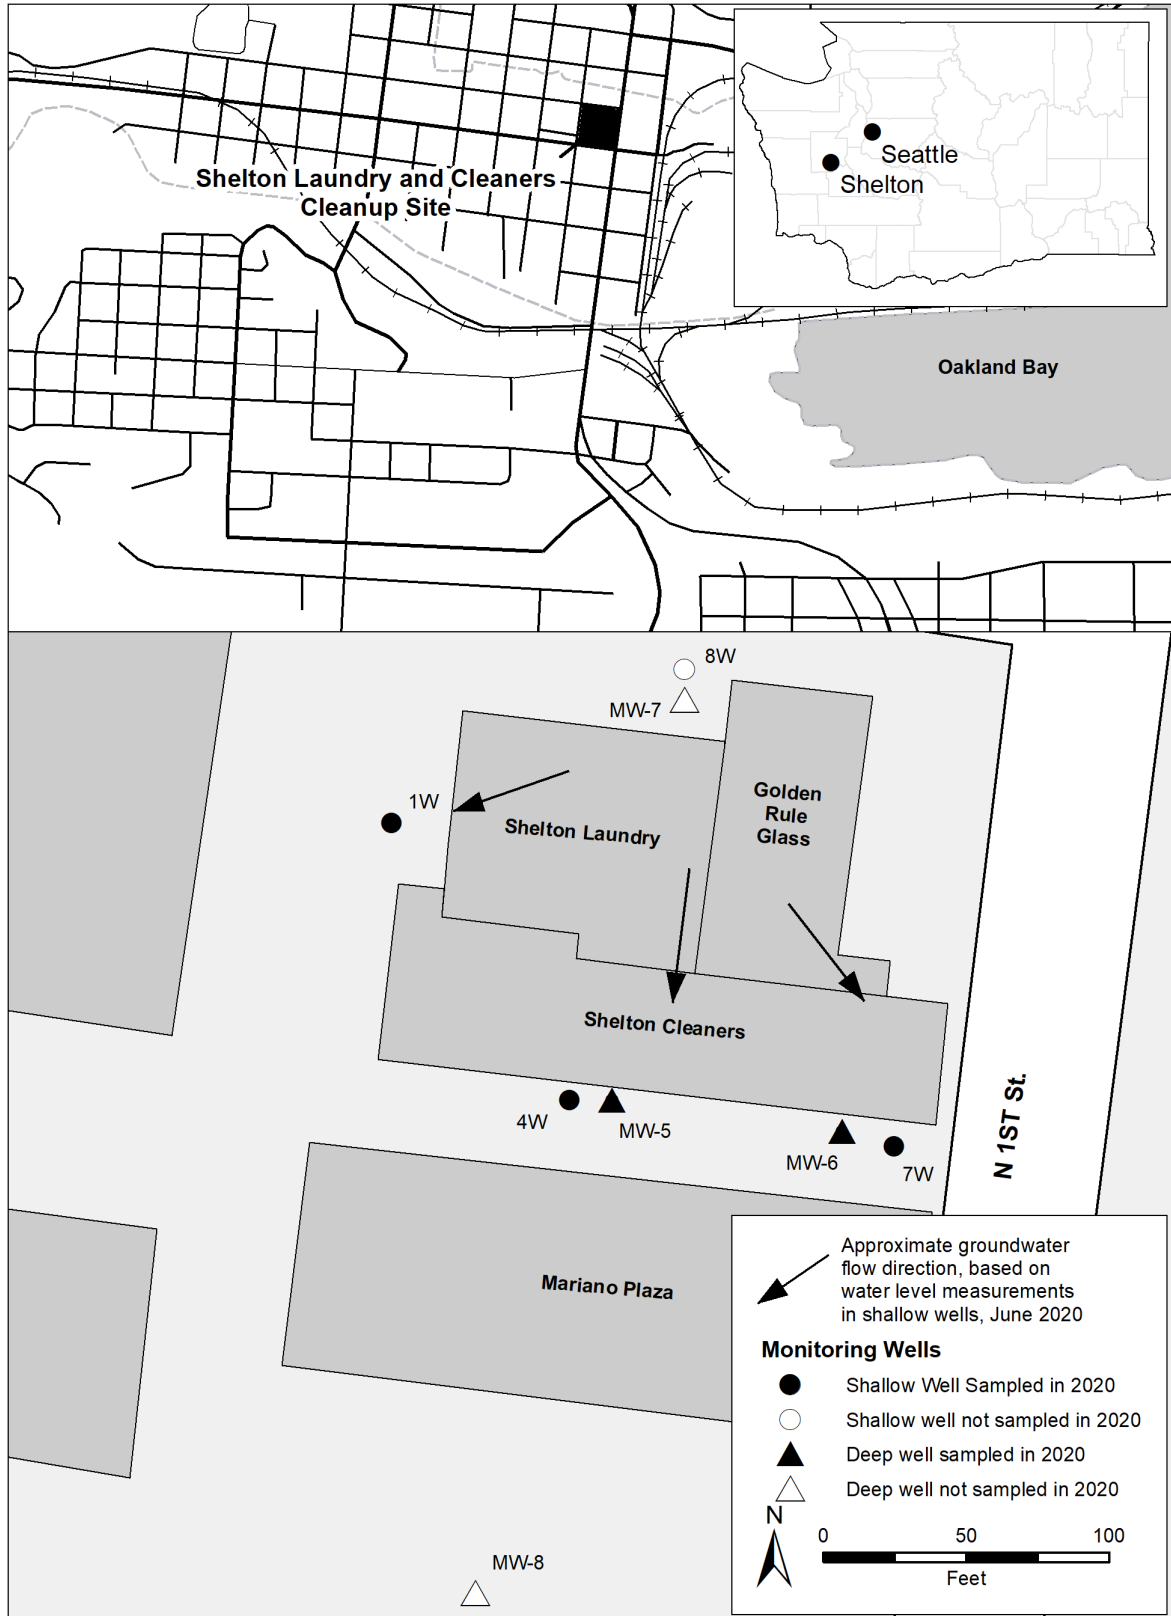 Shelton Laundry and Cleaners
Cleanup Site
Seattle
Shelton
Oakland Bay
8W
MW-7
1W
Golden
Rule
Glass
Shelton Laundry
Shelton Cleaners
4W
MW-5
MW-6
7W
N 1ST St.
Mariano Plaza
MW-8
Approximate groundwater
flow direction, based on
water level measurements
in shallow wells, June 2020
Monitoring Wells
Shallow Well Sampled in 2020
Shallow well not sampled in 2020
Deep well sampled in 2020
Deep well not sampled in 2020
N
0 50 100
Feet